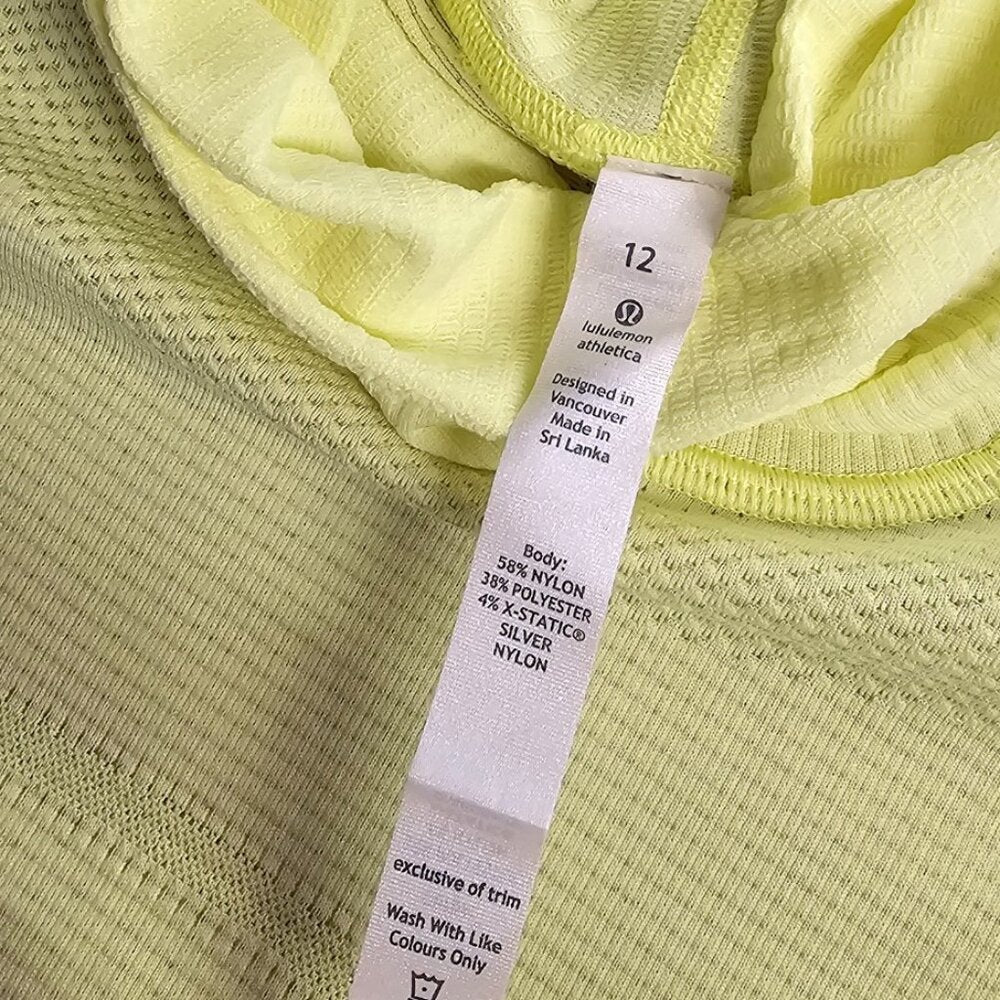 12
lululemon
athletica
Designed in
Vancouver
Made in
Sri Lanka
Body:
58% NYLON
38% POLYESTER
4% X-STATIC®
SILVER
NYLON
exclusive of trim
Wash With Like
Colours Only